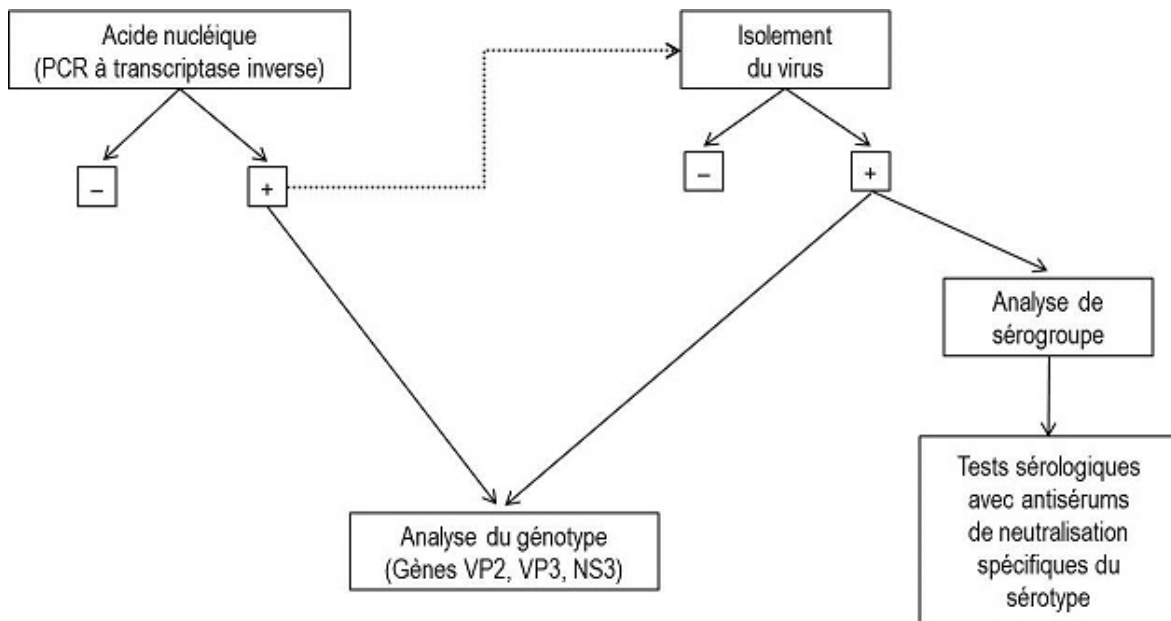 Acide nucléique
(PCR à transcriptase inverse)
Isolement
du virus
–
+
–
+
Analyse de
sérogroupe
Analyse du génotype
(Gènes VP2, VP3, NS3)
Tests sérologiques
avec antisérums
de neutralisation
spécifiques du
sérotype